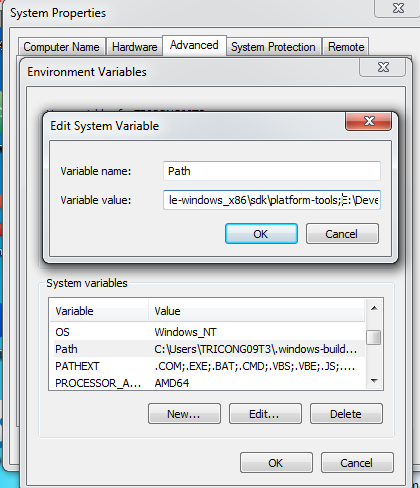 System Properties
Computer Name Hardware Advanced System Protection Remote
Environment Variables
Edit System Variable
Variable name: Path
Variable value: le-windows_x86\sdk\platform-tools;E:\Deve
OK Cancel
System variables
Variable Value
OS Windows_NT
Path C:\Users\TRICONG09T3\.windows-build...
PATHEXT .COM;.EXE;.BAT;.CMD;.VBS;.VBE;.JS;....
PROCESSOR_A... AMD64
New... Edit... Delete
OK Cancel